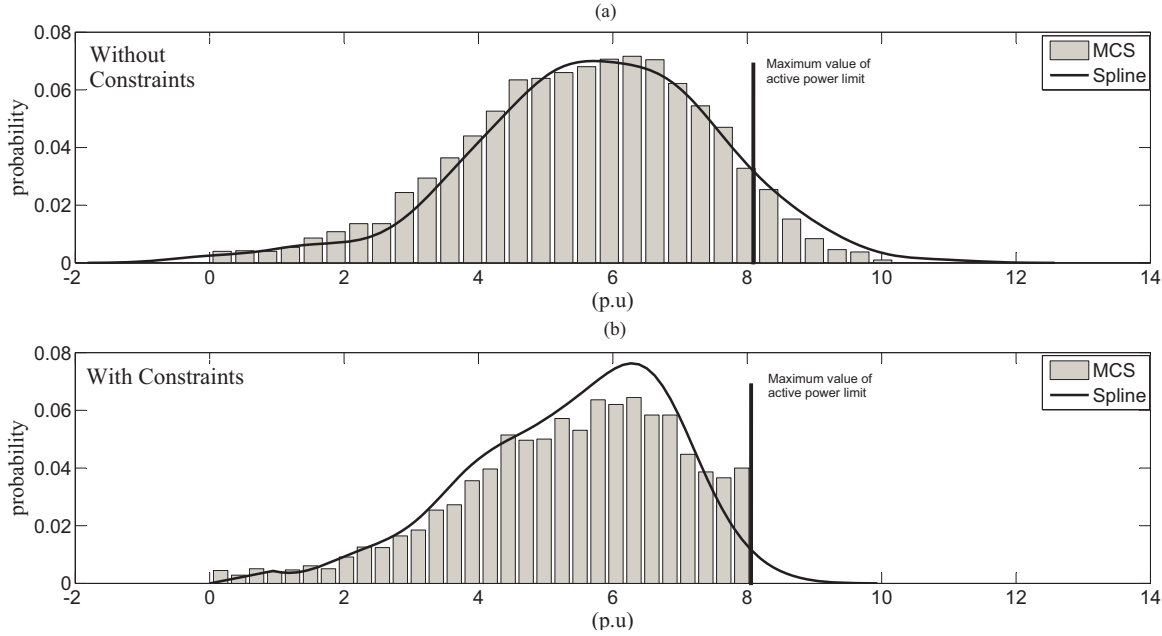 (a)
0.08
0.06
0.04
0.02
0
probability
Without
Constraints
Maximum value of
active power limit
MCS
Spline
-2 0 2 4 6 8 10 12 14
(p.u)
(b)
0.08
0.06
0.04
0.02
0
probability
With Constraints
Maximum value of
active power limit
MCS
Spline
-2 0 2 4 6 8 10 12 14
(p.u)